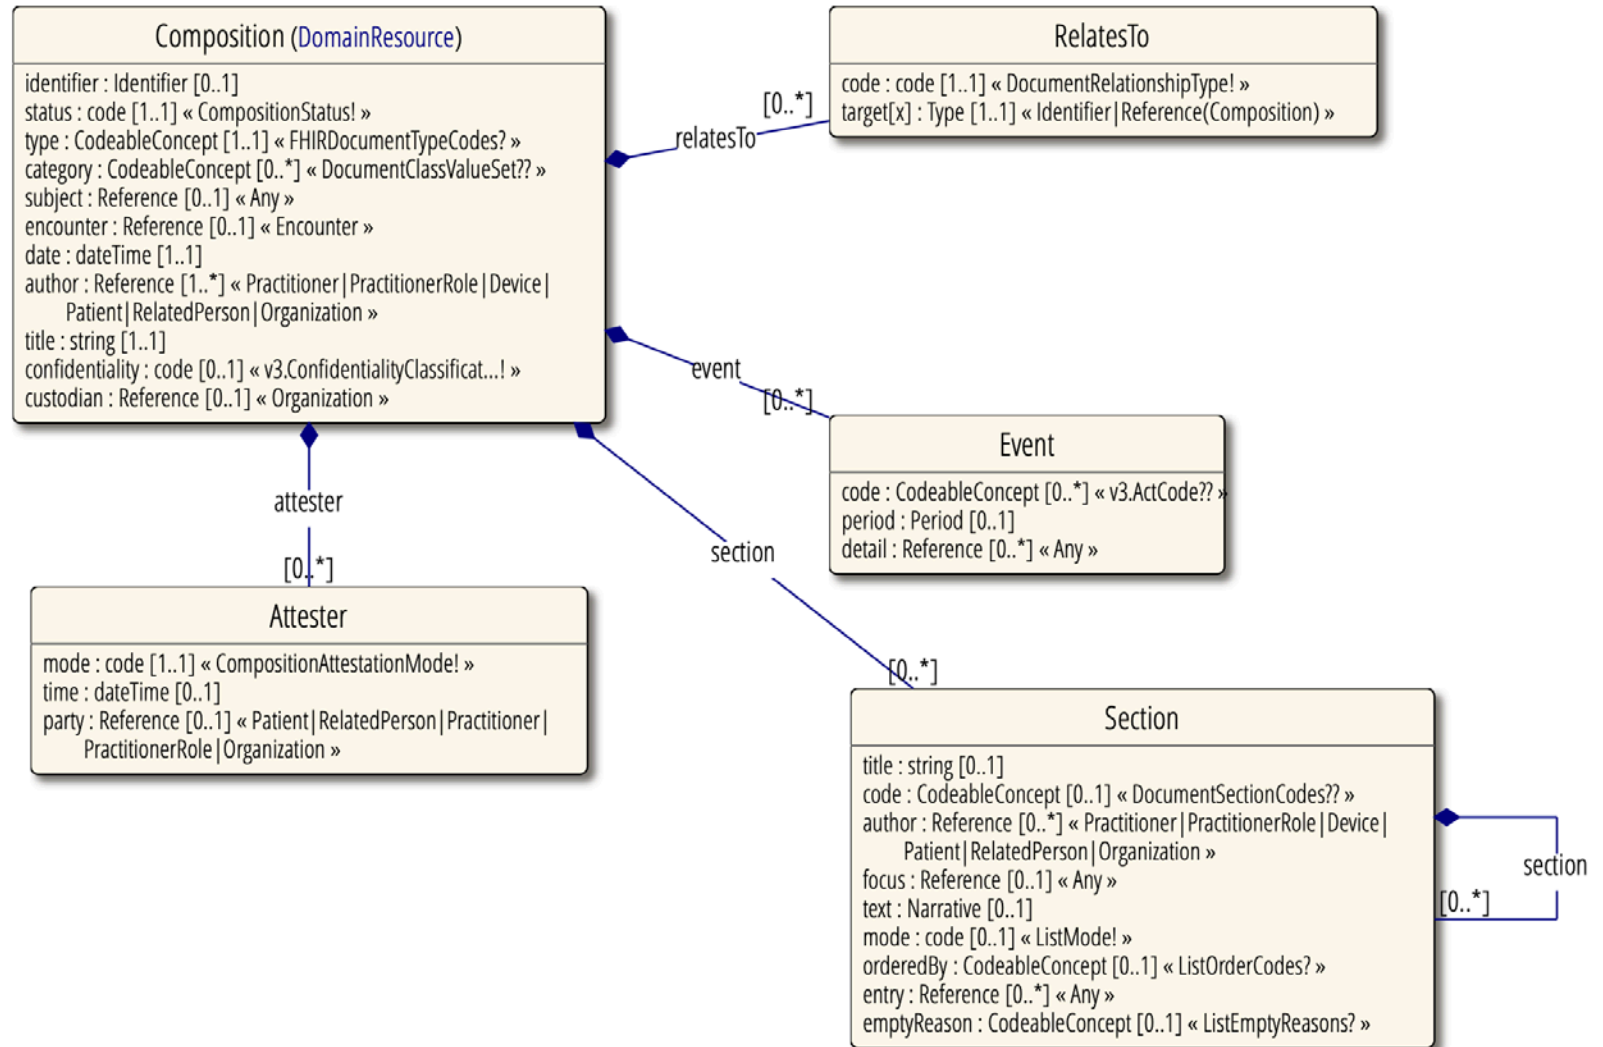 Composition (DomainResource)
identifier : Identifier [0..1]
status : code [1..1] « CompositionStatus! »
type : CodeableConcept [1..1] « FHIRDocumentTypeCodes? »
category : CodeableConcept [0..*] « DocumentClassValueSet?? »
subject : Reference [0..1] « Any »
encounter : Reference [0..1] « Encounter »
date : dateTime [1..1]
author : Reference [1..*] « Practitioner|PractitionerRole|Device|
Patient|RelatedPerson|Organization »
title : string [1..1]
confidentiality : code [0..1] « v3.ConfidentialityClassificat...! »
custodian : Reference [0..1] « Organization »
relatesTo
[0..*]
RelatesTo
code : code [1..1] « DocumentRelationshipType! »
target[x] : Type [1..1] « Identifier|Reference(Composition) »
event
[0..*]
Event
code : CodeableConcept [0..*] « v3.ActCode?? »
period : Period [0..1]
detail : Reference [0..*] « Any »
attester
[0..*]
Attester
mode : code [1..1] « CompositionAttestationMode! »
time : dateTime [0..1]
party : Reference [0..1] « Patient|RelatedPerson|Practitioner|
PractitionerRole|Organization »
section
[0..*]
Section
title : string [0..1]
code : CodeableConcept [0..1] « DocumentSectionCodes?? »
author : Reference [0..*] « Practitioner|PractitionerRole|Device|
Patient|RelatedPerson|Organization »
focus : Reference [0..1] « Any »
text : Narrative [0..1]
mode : code [0..1] « ListMode! »
orderedBy : CodeableConcept [0..1] « ListOrderCodes? »
entry : Reference [0..*] « Any »
emptyReason : CodeableConcept [0..1] « ListEmptyReasons? »
section
[0..*]